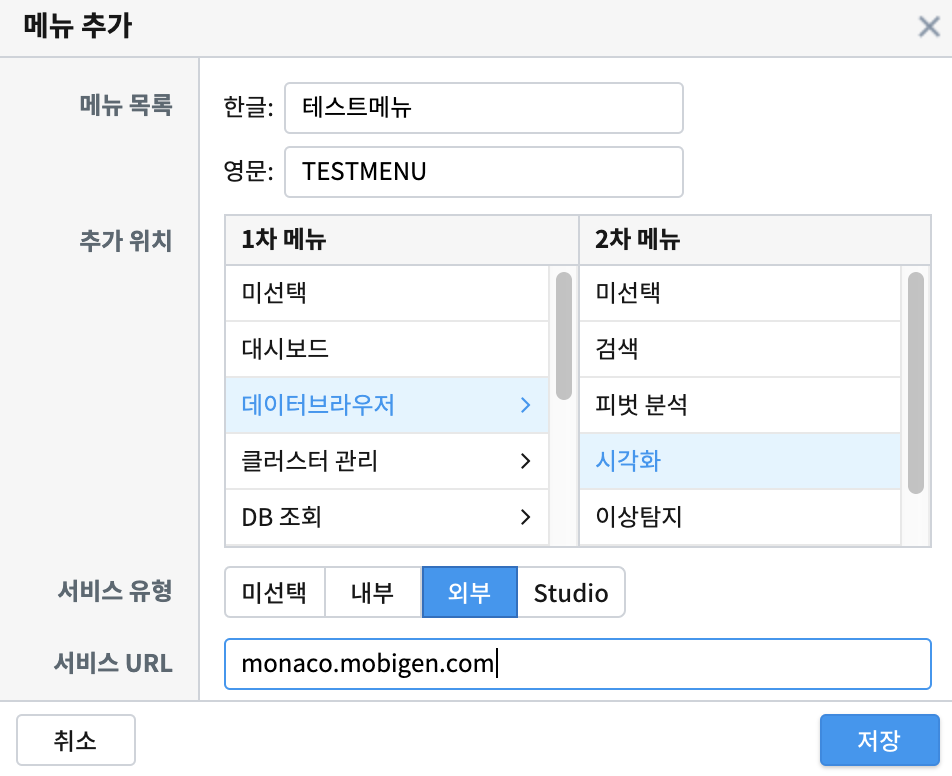 메뉴 추가
메뉴 목록
한글: 테스트메뉴
영문: TESTMENU
추가 위치
1차 메뉴 2차 메뉴
미선택 미선택
대시보드 검색
데이터브라우저 피벗 분석
클러스터 관리 시각화
DB 조회 이상탐지
서비스 유형 미선택 내부 외부 Studio
서비스 URL monaco.mobigen.com
취소 저장